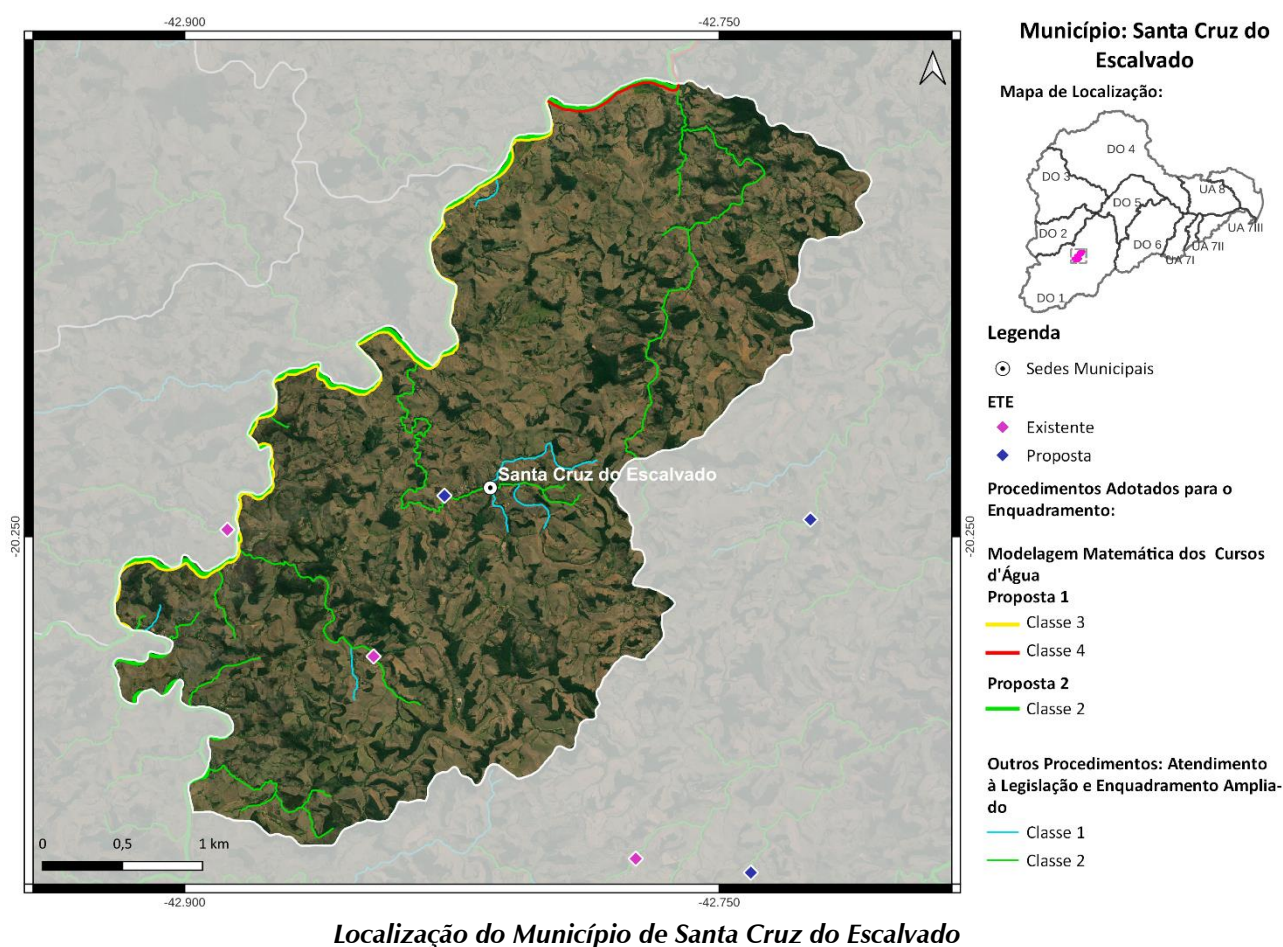 -42.900
-42.750
Município: Santa Cruz do
Escalvado
Mapa de Localização:
DO 4
DO 3
UA 8
DO 5
UA 7III
DO 2
DO 6
UA 7II
UA 7I
DO 1
Legenda
Sedes Municipais
ETE
Existente
Proposta
Procedimentos Adotados para o
Enquadramento:
Modelagem Matemática dos Cursos
d'Água
Proposta 1
Classe 3
Classe 4
Proposta 2
Classe 2
Outros Procedimentos: Atendimento
à Legislação e Enquadramento Amplia-
do
Classe 1
Classe 2
Santa Cruz do Escalvado
-20.250
-20.250
0 0,5 1 km
-42.900
-42.750
Localização do Município de Santa Cruz do Escalvado